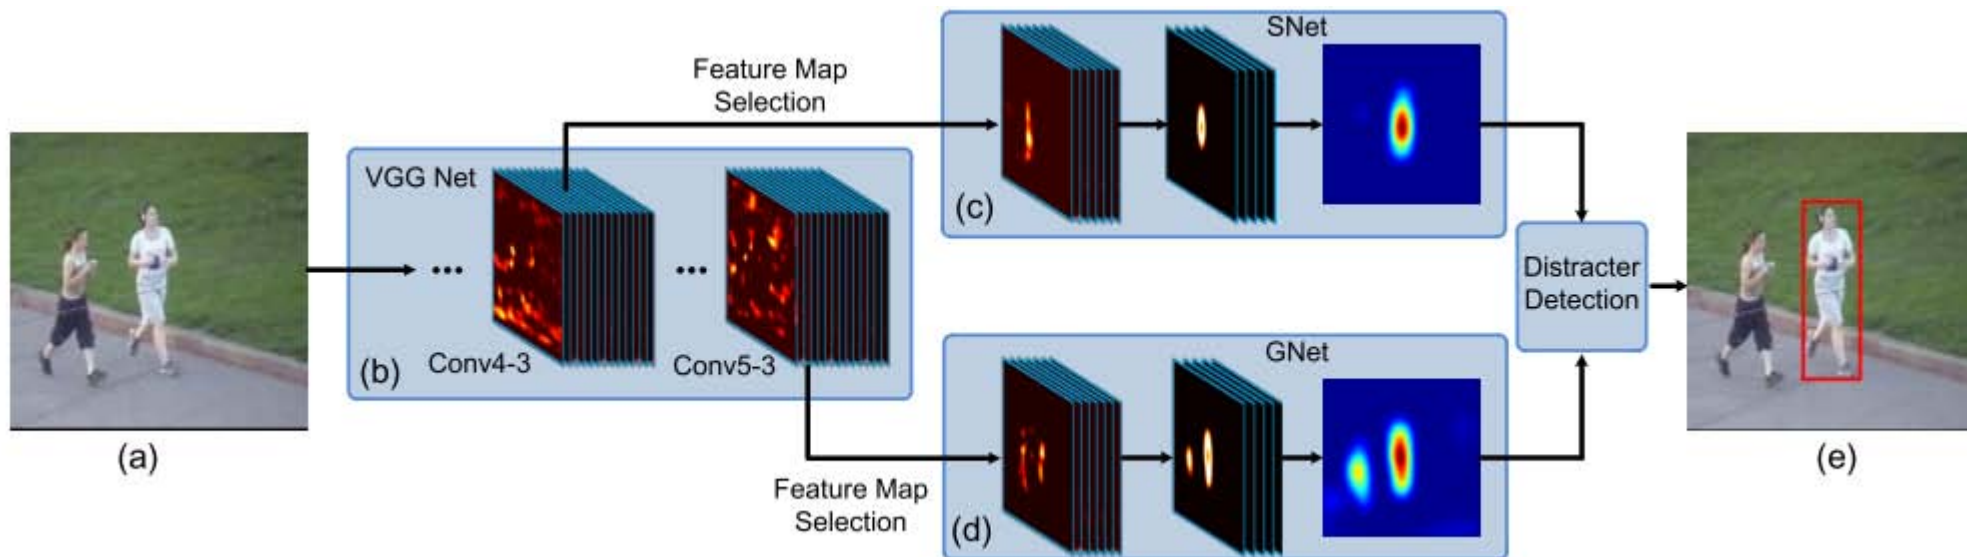 SNet
Feature Map
Selection
(c)
VGG Net
Conv4-3
Conv5-3
(b)
(a)
Distracter
Detection
(e)
GNet
Feature Map
Selection
(d)